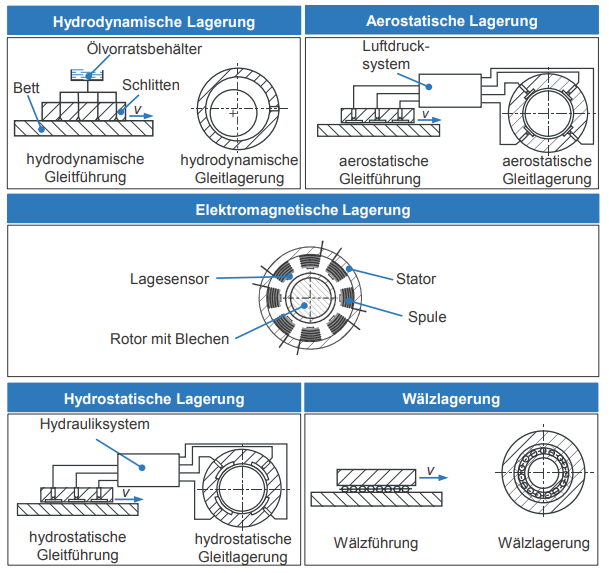 Hydrodynamische Lagerung
Ölvorratsbehälter
Bett
Schlitten
v
hydrodynamische
Gleitführung
hydrodynamische
Gleitlagerung
Aerostatische Lagerung
Luftdruck-
system
v
aerostatische
Gleitführung
aerostatische
Gleitlagerung
Elektromagnetische Lagerung
Lagesensor
Stator
Spule
Rotor mit Blechen
Hydrostatische Lagerung
Hydrauliksystem
v
hydrostatische
Gleitführung
hydrostatische
Gleitlagerung
Wälzlagerung
v
Wälzführung
Wälzlagerung